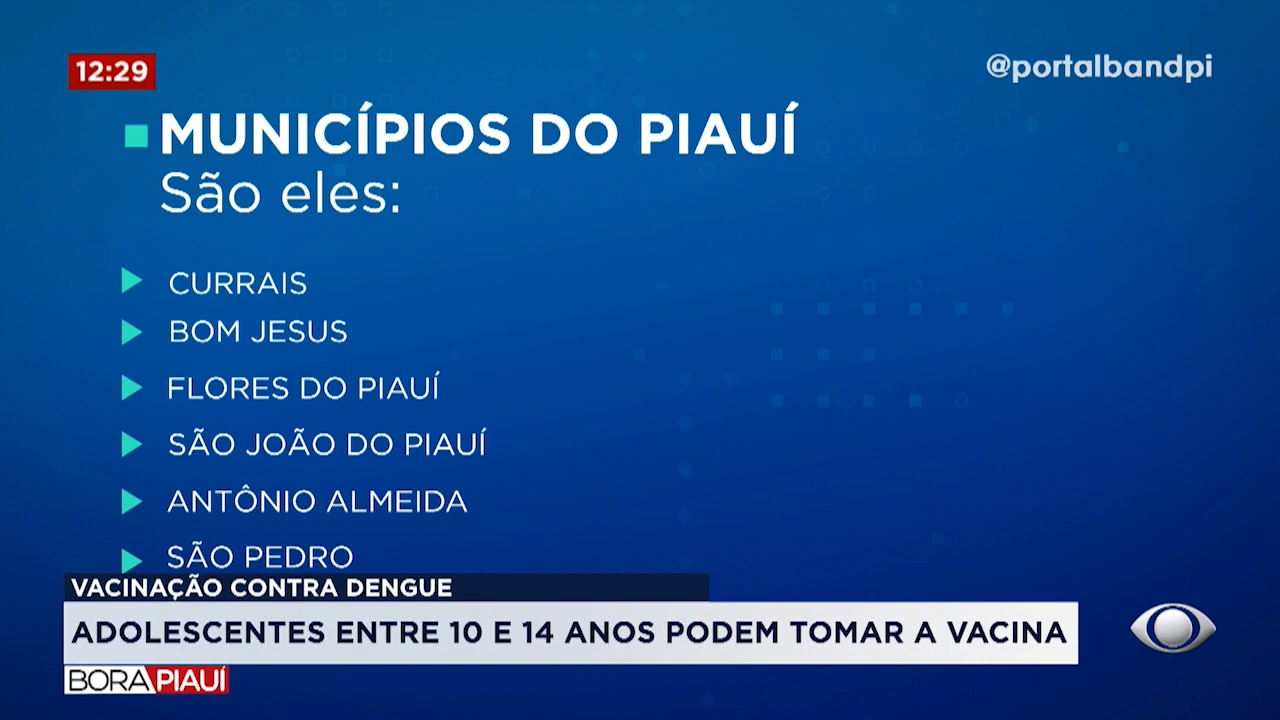 12:29
@portalbandpi
MUNICÍPIOS DO PIAUÍ
São eles:
CURRAIS
BOM JESUS
FLORES DO PIAUÍ
SÃO JOÃO DO PIAUÍ
ANTÔNIO ALMEIDA
SÃO PEDRO
VACINAÇÃO CONTRA DENGUE
ADOLESCENTES ENTRE 10 E 14 ANOS PODEM TOMAR A VACINA
BORA PIAUÍ